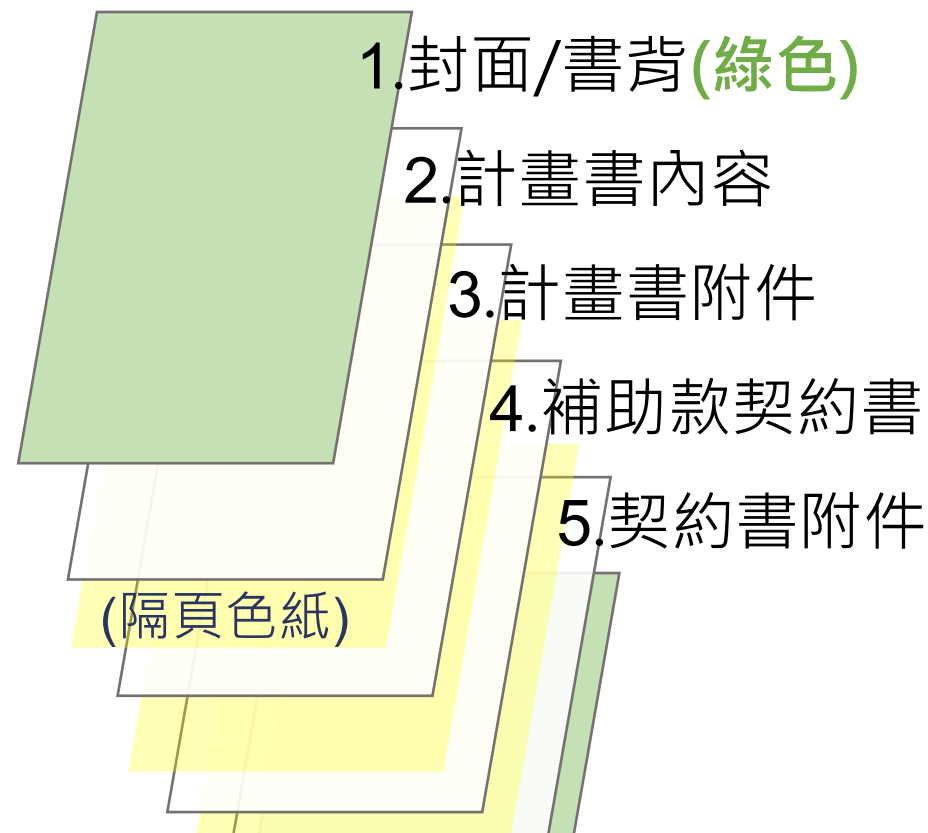 1.封面/書背(綠色)
2.計畫書內容
3.計畫書附件
4.補助款契約書
5.契約書附件
(隔頁色紙)